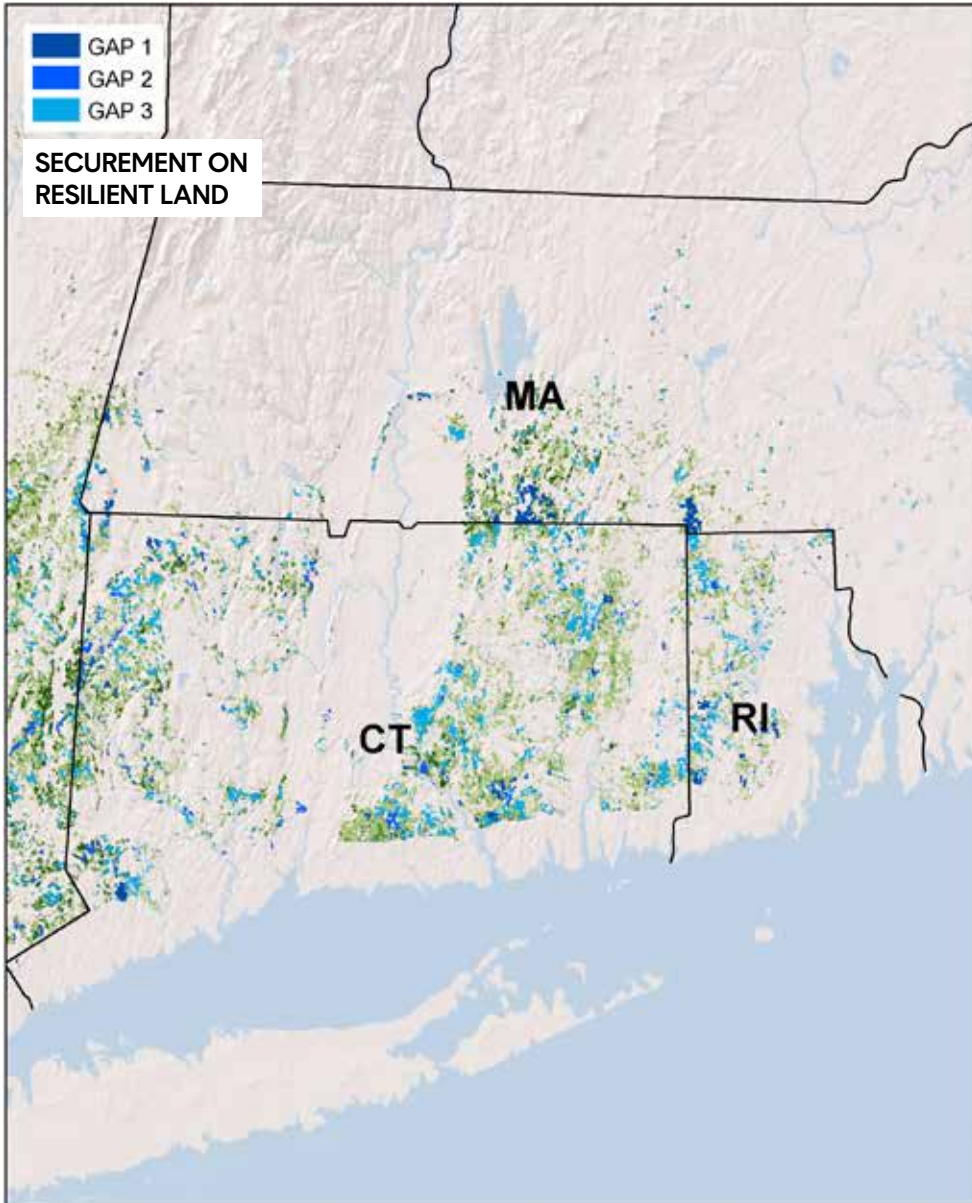 GAP 1
GAP 2
GAP 3
SECUREMENT ON
RESILIENT LAND
MA
CT
RI